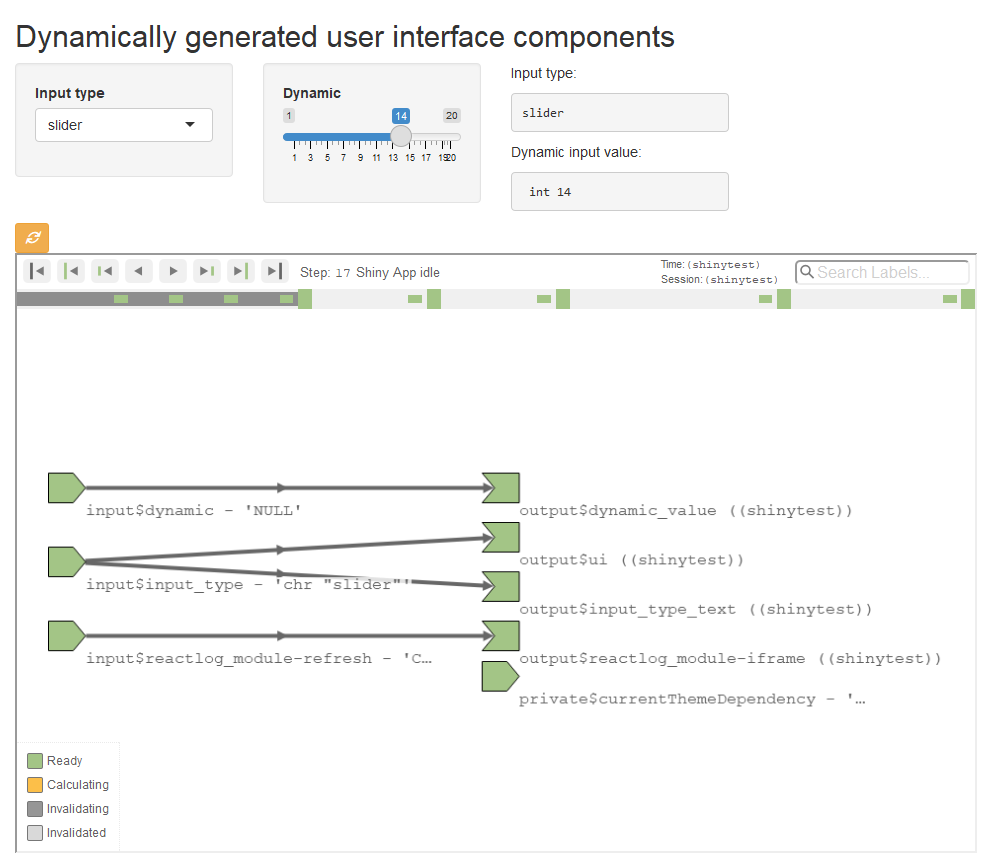 Dynamically generated user interface components
Input type
slider
Dynamic
1 14 20
1 3 5 7 9 11 13 15 17 19 20
Input type:
slider
Dynamic input value:
int 14
Step: 17 Shiny App idle
Time: (shinytest)
Session: (shinytest)
Search Labels...
input$dynamic - 'NULL'
output$dynamic_value ((shinytest))
output$ui ((shinytest))
input$input_type - 'chr "slider"'
output$input_type_text ((shinytest))
input$reactlog_module-refresh - 'C…
output$reactlog_module-iframe ((shinytest))
private$currentThemeDependency - '…
Ready
Calculating
Invalidating
Invalidated